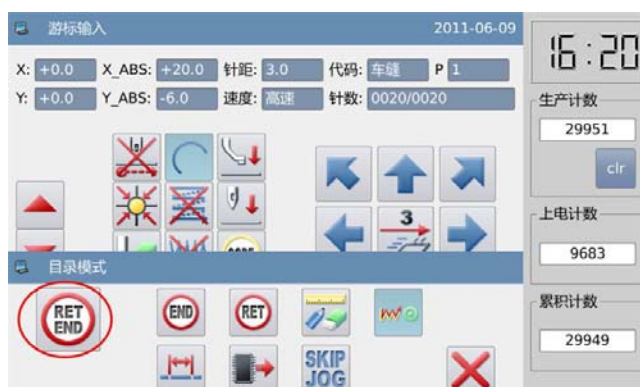 游标输入 2011-06-09
16:20
X: +0.0 X_ABS: +20.0 针距: 3.0 代码: 车缝 P 1
Y: +0.0 Y_ABS: -6.0 速度: 高速 针数: 0020/0020
生产计数
29951
clr
3
上电计数
9683
目录模式
累积计数
29949
RET
END
END
RET
SKIP
JOG